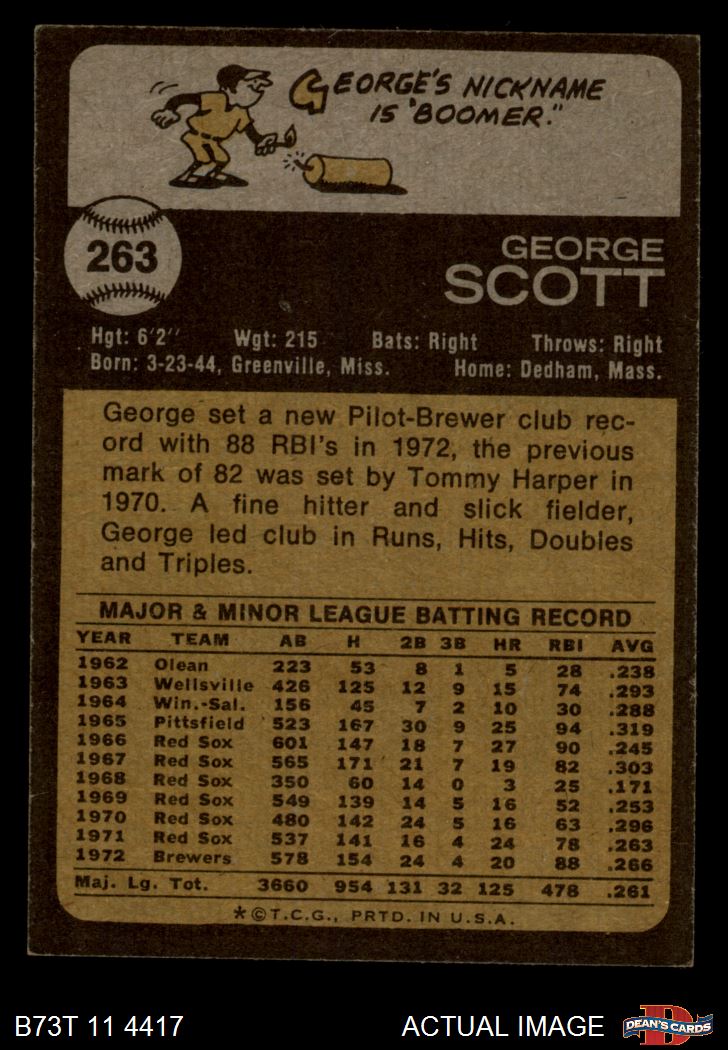 GEORGE'S NICKNAME
IS "BOOMER."
263
GEORGE
SCOTT
Hgt: 6'2" Wgt: 215 Bats: Right Throws: Right
Born: 3-23-44, Greenville, Miss. Home: Dedham, Mass.
George set a new Pilot-Brewer club rec-
ord with 88 RBI's in 1972, the previous
mark of 82 was set by Tommy Harper in
1970. A fine hitter and slick fielder,
George led club in Runs, Hits, Doubles
and Triples.
MAJOR & MINOR LEAGUE BATTING RECORD
YEAR TEAM AB H 2B 3B HR RBI AVG
1962 Olean 223 53 8 1 5 28 .238
1963 Wellsville 426 125 12 9 15 74 .293
1964 Win.-Sal. 156 45 7 2 10 30 .288
1965 Pittsfield 523 167 30 9 25 94 .319
1966 Red Sox 601 147 18 7 27 90 .245
1967 Red Sox 565 171 21 7 19 82 .303
1968 Red Sox 350 60 14 0 3 25 .171
1969 Red Sox 549 139 14 5 16 52 .253
1970 Red Sox 480 142 24 5 16 63 .296
1971 Red Sox 537 141 16 4 24 78 .263
1972 Brewers 578 154 24 4 20 88 .266
Maj. Lg. Tot. 3660 954 131 32 125 478 .261
*©T.C.G., PRTD. IN U.S.A.
B73T 11 4417 ACTUAL IMAGE
DEAN'S CARDS